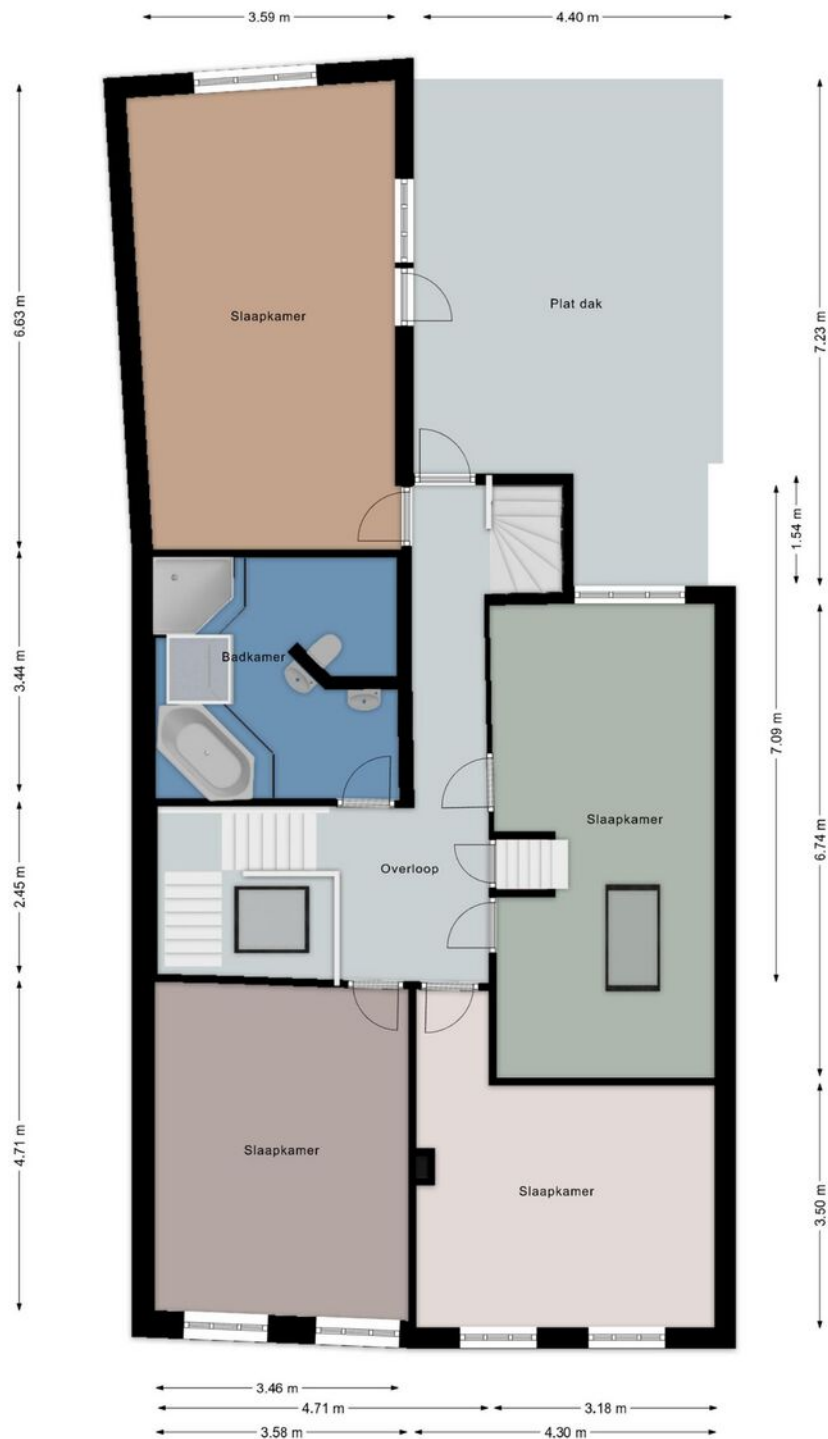 3.59 m
4.40 m
6.63 m
7.23 m
Slaapkamer
Plat dak
1.54 m
3.44 m
Badkamer
7.09 m
Slaapkamer
6.74 m
2.45 m
Overloop
4.71 m
Slaapkamer
Slaapkamer
3.50 m
3.46 m
4.71 m
3.18 m
3.58 m
4.30 m